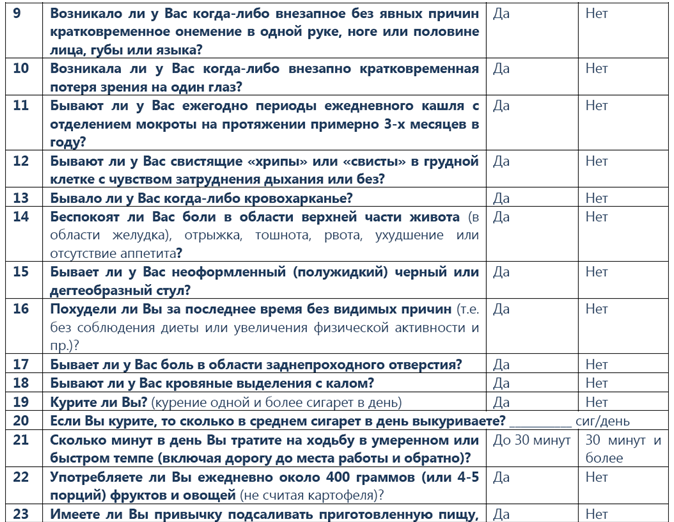 9 Возникало ли у Вас когда-либо внезапное без явных причин Да Нет
кратковременное онемение в одной руке, ноге или половине
лица, губы или языка?
10 Возникала ли у Вас когда-либо внезапно кратковременная Да Нет
потеря зрения на один глаз?
11 Бывают ли у Вас ежегодно периоды ежедневного кашля с Да Нет
отделением мокроты на протяжении примерно 3-х месяцев в
году?
12 Бывают ли у Вас свистящие «хрипы» или «свисты» в грудной Да Нет
клетке с чувством затруднения дыхания или без?
13 Бывало ли у Вас когда-либо кровохарканье? Да Нет
14 Беспокоят ли Вас боли в области верхней части живота (в Да Нет
области желудка), отрыжка, тошнота, рвота, ухудшение или
отсутствие аппетита?
15 Бывает ли у Вас неоформленный (полужидкий) черный или Да Нет
дегтеобразный стул?
16 Похудели ли Вы за последнее время без видимых причин (т.е. Да Нет
без соблюдения диеты или увеличения физической активности и
пр.)?
17 Бывает ли у Вас боль в области заднепроходного отверстия? Да Нет
18 Бывают ли у Вас кровяные выделения с калом? Да Нет
19 Курите ли Вы? (курение одной и более сигарет в день) Да Нет
20 Если Вы курите, то сколько в среднем сигарет в день выкуриваете? _________ сиг/день
21 Сколько минут в день Вы тратите на ходьбу в умеренном или До 30 минут 30 минут и
быстром темпе (включая дорогу до места работы и обратно)? более
22 Употребляете ли Вы ежедневно около 400 граммов (или 4-5 Да Нет
порций) фруктов и овощей (не считая картофеля)?
23 Имеете ли Вы привычку подсаливать приготовленную пищу, Да Нет